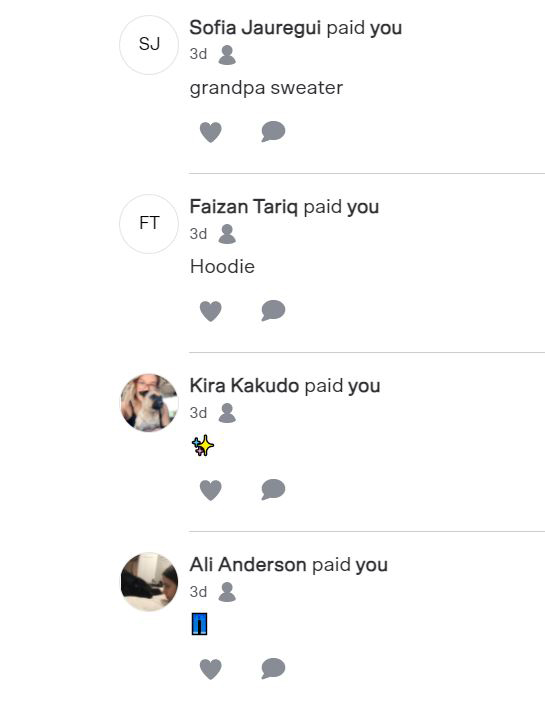 SJ
Sofia Jauregui paid you
3d
grandpa sweater
FT
Faizan Tariq paid you
3d
Hoodie
Kira Kakudo paid you
3d
✨
Ali Anderson paid you
3d
👖